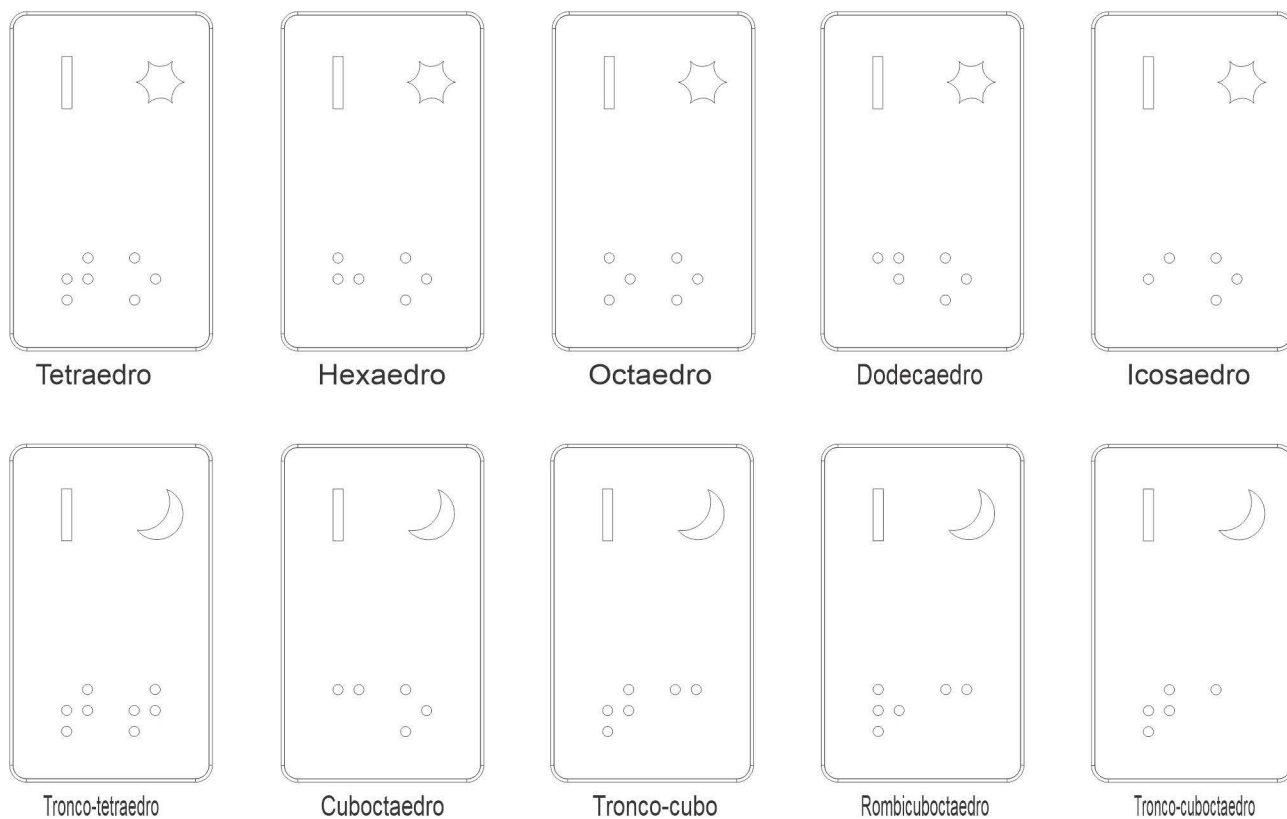 ⠞⠕ ⠓⠕ ⠕⠕ ⠙⠕ ⠊⠕
Tetraedro Hexaedro Octaedro Dodecaedro Icosaedro
⠞⠞ ⠉⠕ ⠞⠉ ⠗⠉ ⠞⠁
Tronco-tetraedro Cuboctaedro Tronco-cubo Rombicuboctaedro Tronco-cuboctaedro